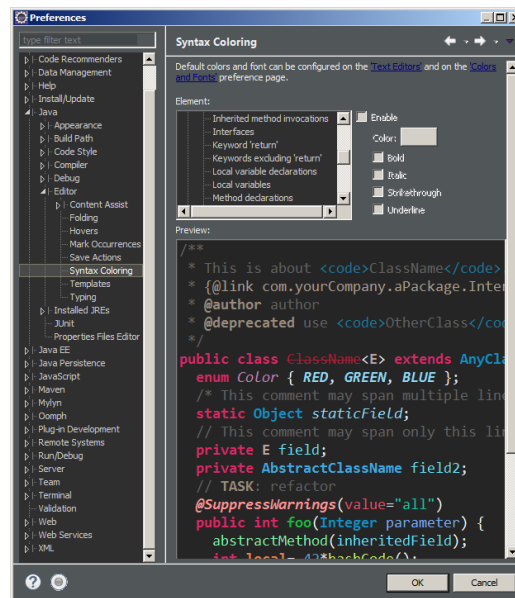 Preferences
type filter text
Code Recommenders
Data Management
Help
Install/Update
Java
Appearance
Build Path
Code Style
Compiler
Debug
Editor
Content Assist
Folding
Hovers
Mark Occurrences
Save Actions
Syntax Coloring
Templates
Typing
Installed JREs
JUnit
Properties Files Editor
Java EE
Java Persistence
JavaScript
Maven
Mylyn
Oomph
Plug-in Development
Remote Systems
Run/Debug
Server
Team
Terminal
Validation
Web
Web Services
XML
Syntax Coloring
Default colors and font can be configured on the 'Text Editors' and on the 'Colors
and Fonts' preference page.
Element:
Inherited method invocations
Interfaces
Keyword 'return'
Keywords excluding 'return'
Local variable declarations
Local variables
Method declarations
Enable
Color:
Bold
Italic
Strikethrough
Underline
Preview:
/**
* This is about <code>ClassName</code>
* {@link com.yourCompany.aPackage.Inter
* @author author
* @deprecated use <code>OtherClass</cod
*/
public class ClassName<E> extends AnyCla
enum Color { RED, GREEN, BLUE };
/* This comment may span multiple line
static Object staticField;
// This comment may span only this lin
private E field;
private AbstractClassName field2;
// TASK: refactor
@SuppressWarnings(value="all")
public int foo(Integer parameter) {
abstractMethod(inheritedField);
int local= 42*hashCode();
OK
Cancel